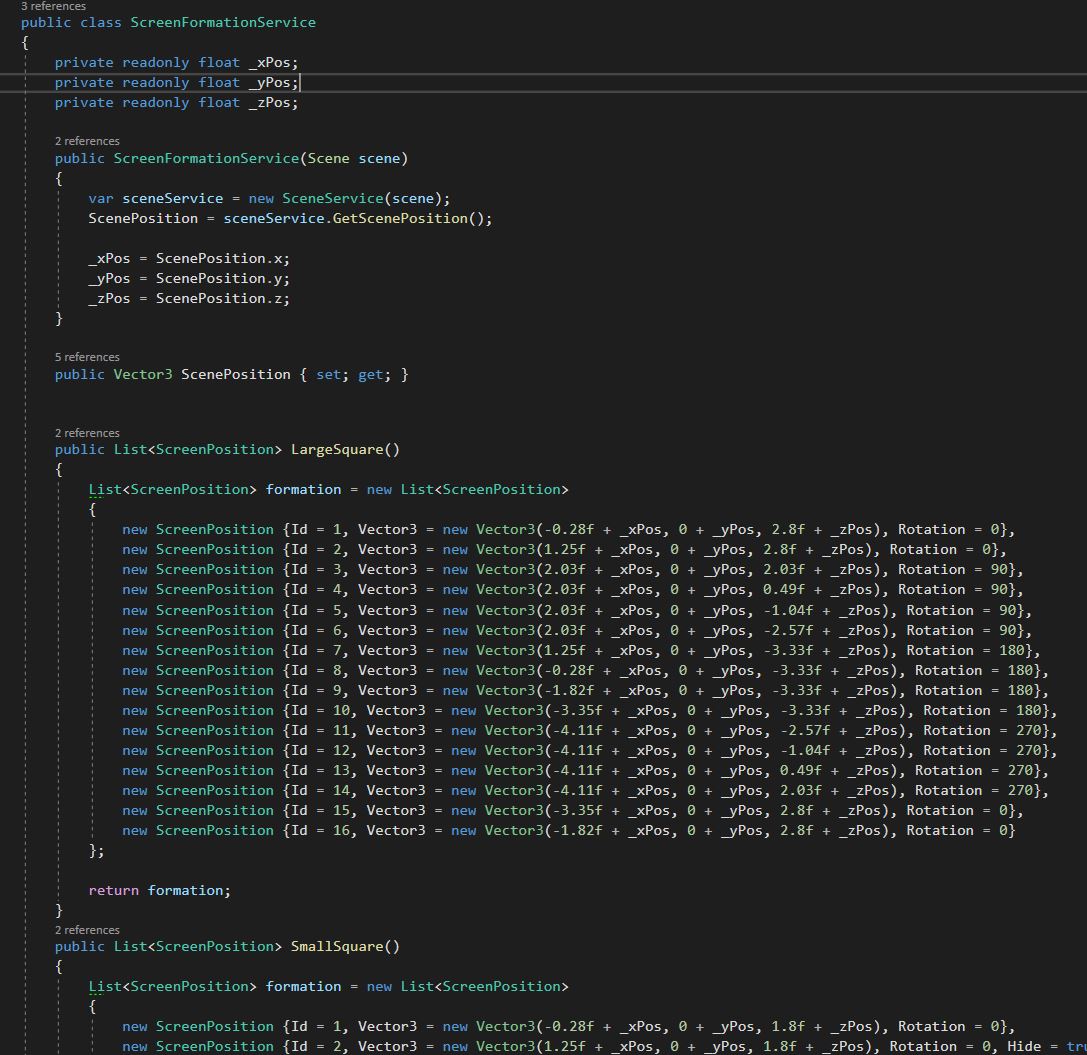 3 references
public class ScreenFormationService
{
private readonly float _xPos;
private readonly float _yPos;
private readonly float _zPos;
2 references
public ScreenFormationService(Scene scene)
{
var sceneService = new SceneService(scene);
ScenePosition = sceneService.GetScenePosition();
_xPos = ScenePosition.x;
_yPos = ScenePosition.y;
_zPos = ScenePosition.z;
}
5 references
public Vector3 ScenePosition { set; get; }
2 references
public List<ScreenPosition> LargeSquare()
{
List<ScreenPosition> formation = new List<ScreenPosition>
{
new ScreenPosition {Id = 1, Vector3 = new Vector3(-0.28f + _xPos, 0 + _yPos, 2.8f + _zPos), Rotation = 0},
new ScreenPosition {Id = 2, Vector3 = new Vector3(1.25f + _xPos, 0 + _yPos, 2.8f + _zPos), Rotation = 0},
new ScreenPosition {Id = 3, Vector3 = new Vector3(2.03f + _xPos, 0 + _yPos, 2.03f + _zPos), Rotation = 90},
new ScreenPosition {Id = 4, Vector3 = new Vector3(2.03f + _xPos, 0 + _yPos, 0.49f + _zPos), Rotation = 90},
new ScreenPosition {Id = 5, Vector3 = new Vector3(2.03f + _xPos, 0 + _yPos, -1.04f + _zPos), Rotation = 90},
new ScreenPosition {Id = 6, Vector3 = new Vector3(2.03f + _xPos, 0 + _yPos, -2.57f + _zPos), Rotation = 90},
new ScreenPosition {Id = 7, Vector3 = new Vector3(1.25f + _xPos, 0 + _yPos, -3.33f + _zPos), Rotation = 180},
new ScreenPosition {Id = 8, Vector3 = new Vector3(-0.28f + _xPos, 0 + _yPos, -3.33f + _zPos), Rotation = 180},
new ScreenPosition {Id = 9, Vector3 = new Vector3(-1.82f + _xPos, 0 + _yPos, -3.33f + _zPos), Rotation = 180},
new ScreenPosition {Id = 10, Vector3 = new Vector3(-3.35f + _xPos, 0 + _yPos, -3.33f + _zPos), Rotation = 180},
new ScreenPosition {Id = 11, Vector3 = new Vector3(-4.11f + _xPos, 0 + _yPos, -2.57f + _zPos), Rotation = 270},
new ScreenPosition {Id = 12, Vector3 = new Vector3(-4.11f + _xPos, 0 + _yPos, -1.04f + _zPos), Rotation = 270},
new ScreenPosition {Id = 13, Vector3 = new Vector3(-4.11f + _xPos, 0 + _yPos, 0.49f + _zPos), Rotation = 270},
new ScreenPosition {Id = 14, Vector3 = new Vector3(-4.11f + _xPos, 0 + _yPos, 2.03f + _zPos), Rotation = 270},
new ScreenPosition {Id = 15, Vector3 = new Vector3(-3.35f + _xPos, 0 + _yPos, 2.8f + _zPos), Rotation = 0},
new ScreenPosition {Id = 16, Vector3 = new Vector3(-1.82f + _xPos, 0 + _yPos, 2.8f + _zPos), Rotation = 0}
};
return formation;
}
2 references
public List<ScreenPosition> SmallSquare()
{
List<ScreenPosition> formation = new List<ScreenPosition>
{
new ScreenPosition {Id = 1, Vector3 = new Vector3(-0.28f + _xPos, 0 + _yPos, 1.8f + _zPos), Rotation = 0},
new ScreenPosition {Id = 2, Vector3 = new Vector3(1.25f + _xPos, 0 + _yPos, 1.8f + _zPos), Rotation = 0, Hide =